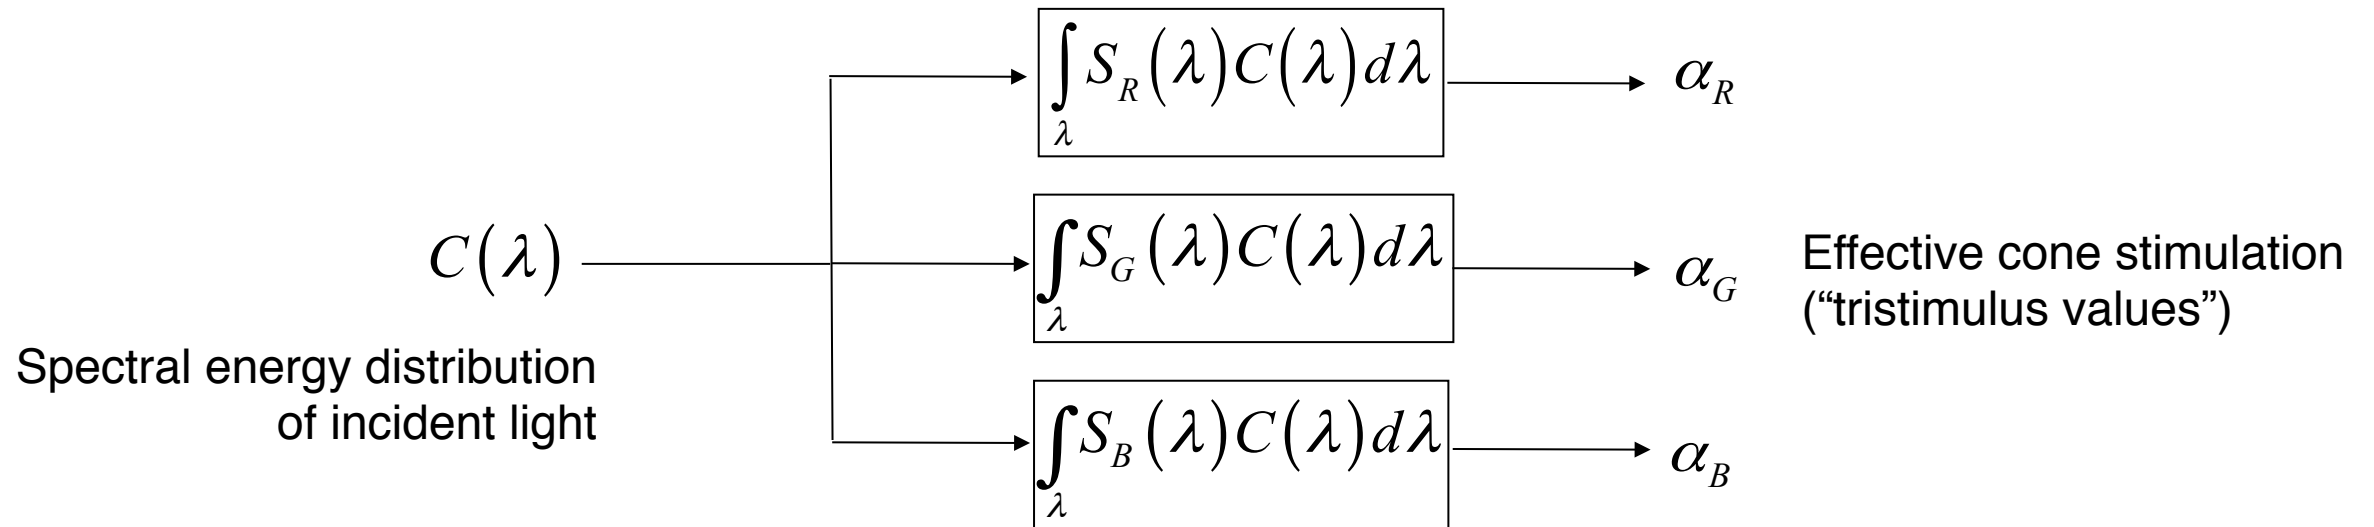 ∫_λ S_R(λ)C(λ)dλ
α_R
C(λ)
∫_λ S_G(λ)C(λ)dλ
α_G
Effective cone stimulation
(“tristimulus values”)
Spectral energy distribution
of incident light
∫_λ S_B(λ)C(λ)dλ
α_B